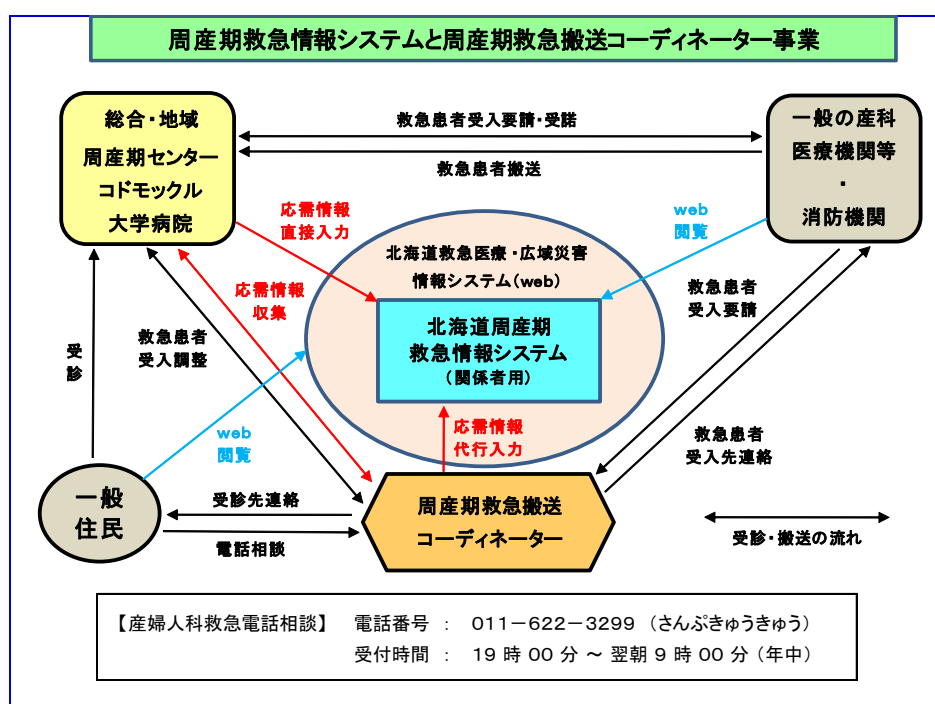 周産期救急情報システムと周産期救急搬送コーディネーター事業
総合・地域
周産期センター
コドモックル
大学病院
救急患者受入要請・受諾
救急患者搬送
一般の産科
医療機関等
・
消防機関
応需情報
直接入力
web
閲覧
北海道救急医療・広域災害
情報システム(web)
応需情報
収集
救急患者
受入要請
北海道周産期
救急情報システム
(関係者用)
救急患者
受入調整
受
診
応需情報
代行入力
web
閲覧
救急患者
受入先連絡
一般
住民
受診先連絡
電話相談
周産期救急搬送
コーディネーター
受診・搬送の流れ
【産婦人科救急電話相談】 電話番号 : 011-622-3299 (さんぷきゅうきゅう)
受付時間 : 19時00分~翌朝9時00分(年中)